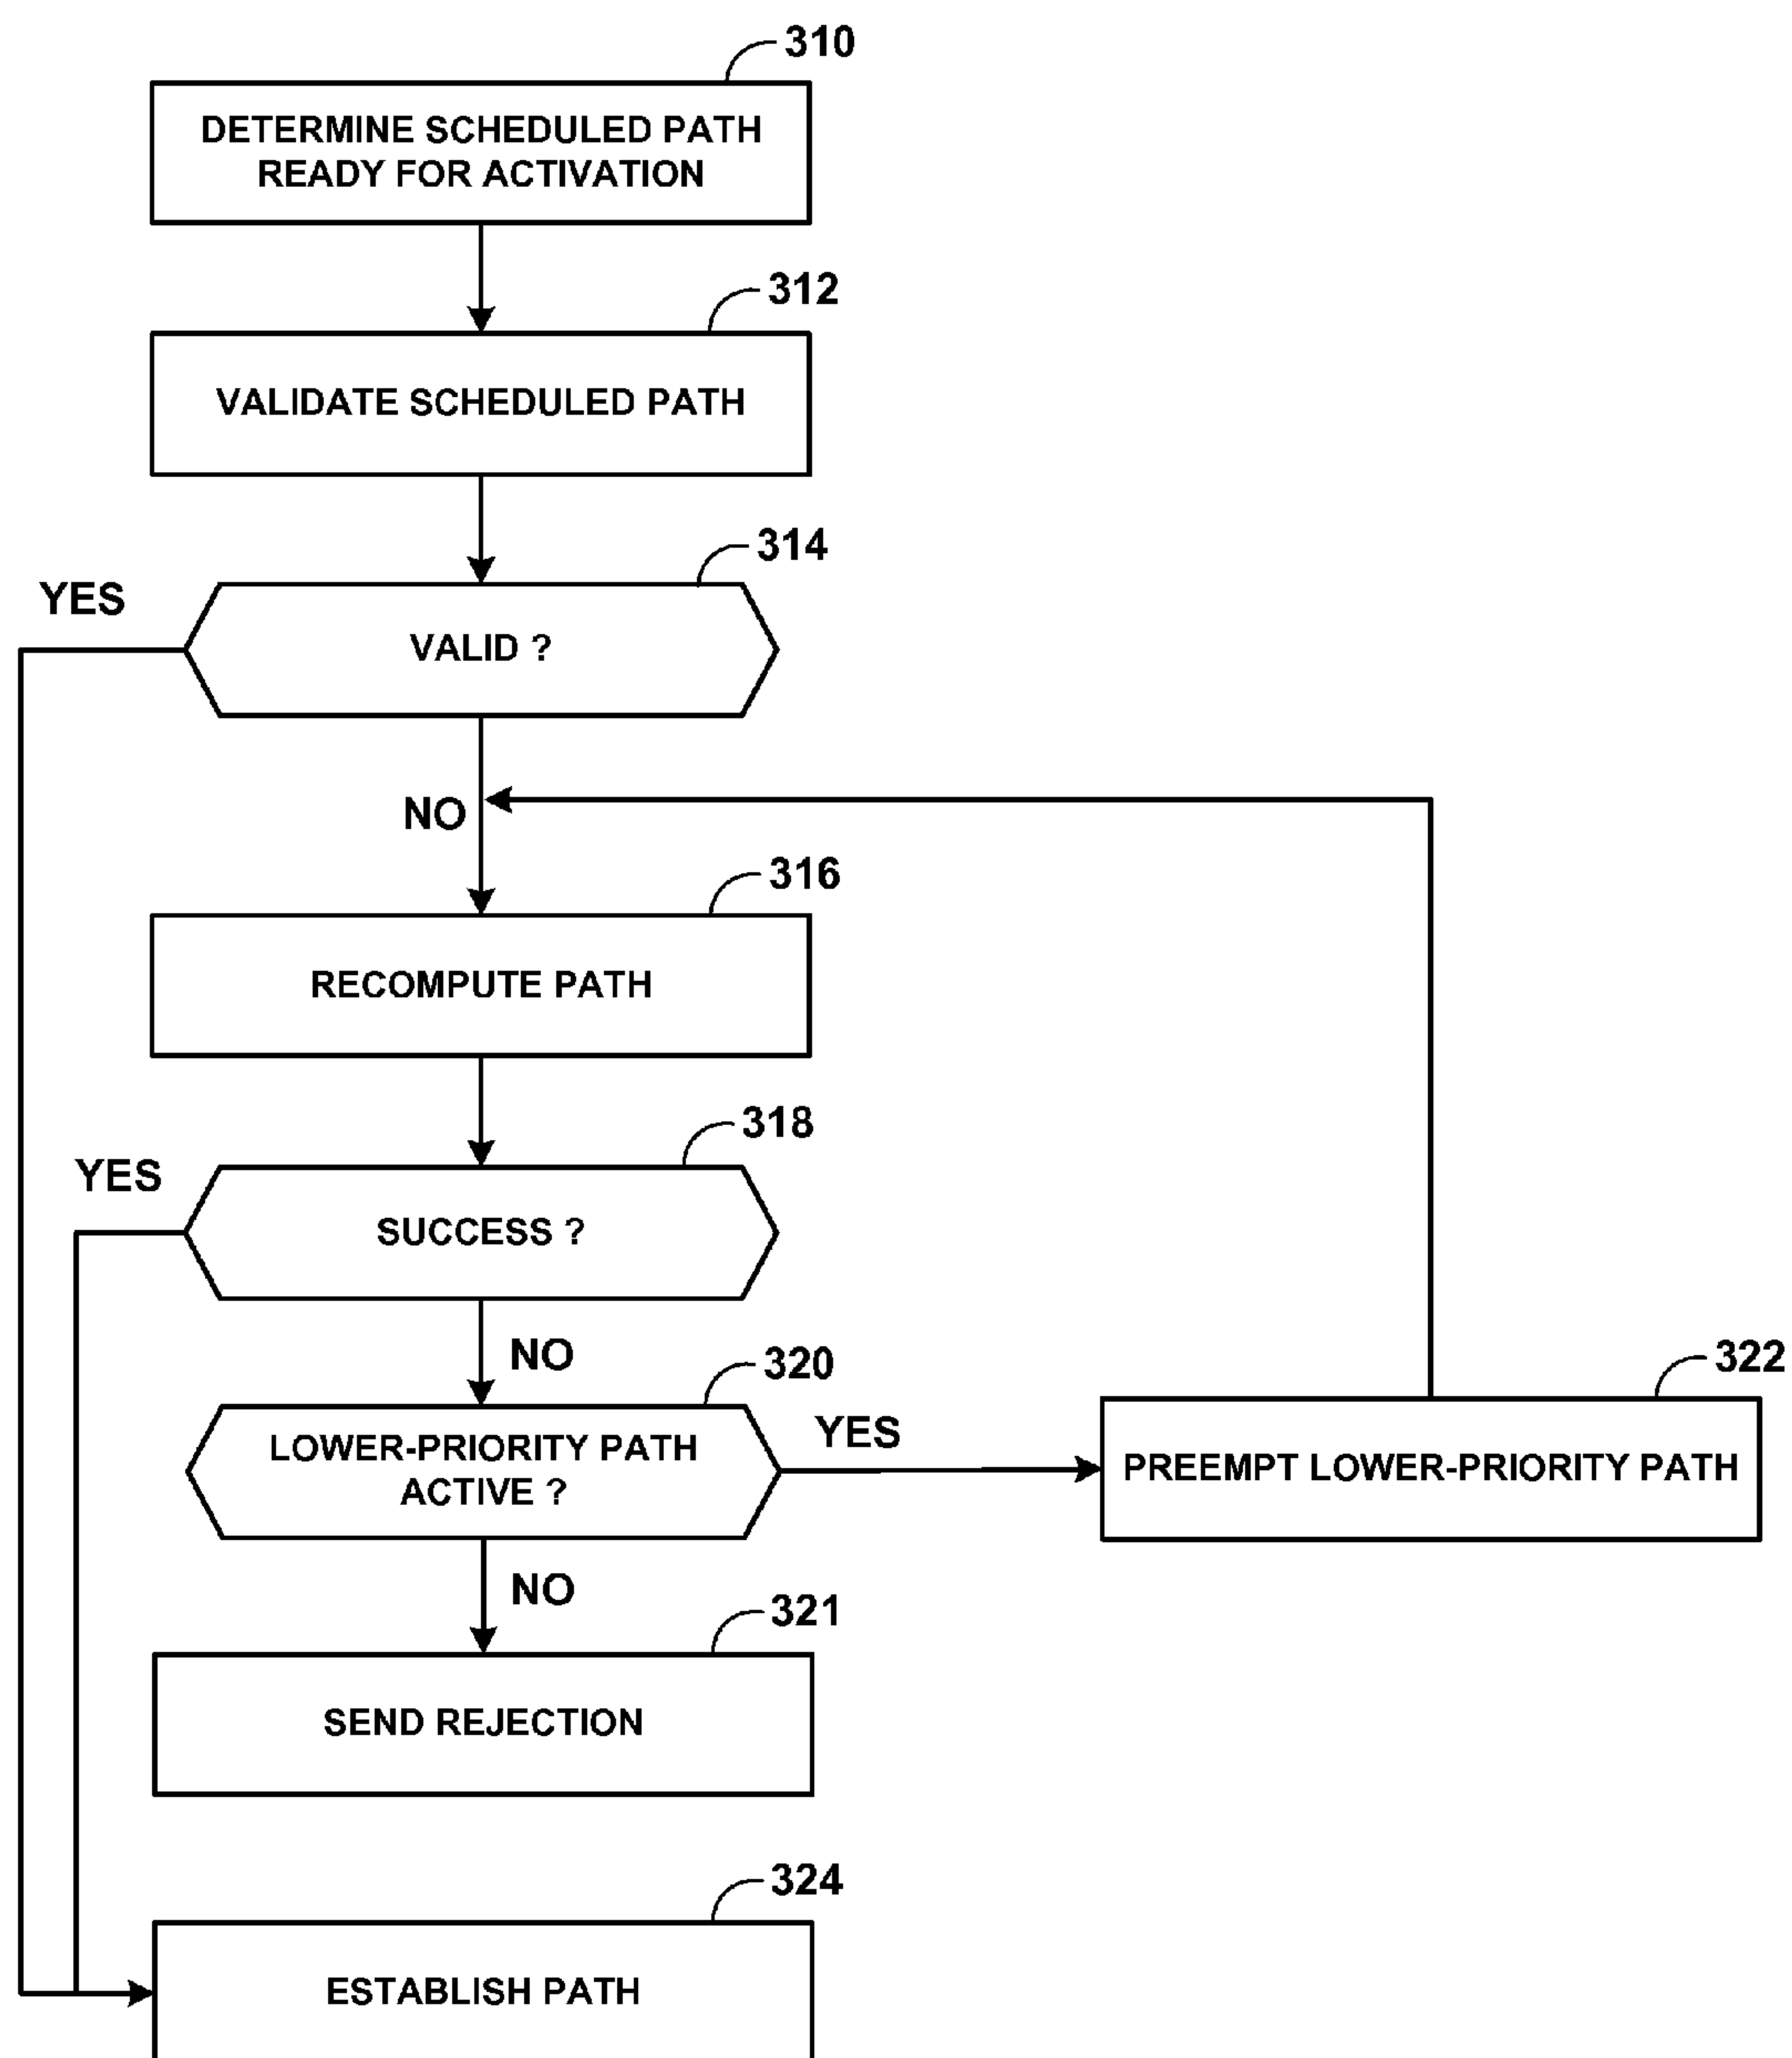 310
DETERMINE SCHEDULED PATH
READY FOR ACTIVATION
312
VALIDATE SCHEDULED PATH
314
YES
VALID ?
NO
316
RECOMPUTE PATH
318
YES
SUCCESS ?
NO
320
LOWER-PRIORITY PATH
ACTIVE ?
YES
322
PREEMPT LOWER-PRIORITY PATH
NO
321
SEND REJECTION
324
ESTABLISH PATH